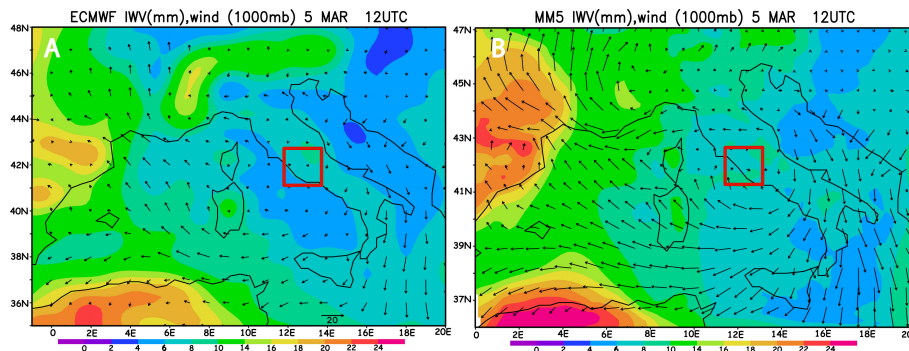 ECMWF IWV(mm),wind (1000mb) 5 MAR 12UTC
A
48N
46N
44N
42N
40N
38N
36N
0 2E 4E 6E 8E 10E 12E 14E 16E 18E 20E
20
0 2 4 6 8 10 14 16 18 20 22 24
MM5 IWV(mm),wind (1000mb) 5 MAR 12UTC
B
47N
45N
43N
41N
39N
37N
0 2E 4E 6E 8E 10E 12E 14E 16E 18E 20E
0 2 4 6 8 10 14 16 18 20 22 24